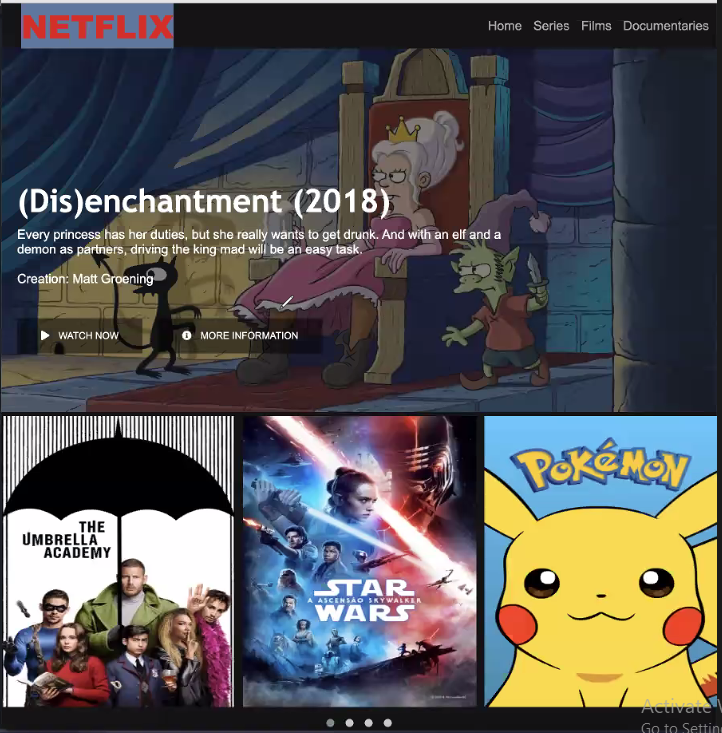 NETFLIX
Home Series Films Documentaries
(Dis)enchantment (2018)
Every princess has her duties, but she really wants to get drunk. And with an elf and a
demon as partners, driving the king mad will be an easy task.
Creation: Matt Groening
WATCH NOW
MORE INFORMATION
THE
UMBRELLA
ACADEMY
STAR
A ASCENSÃO SKYWALKER
WARS
POKéMON
Activate
Go to Settin